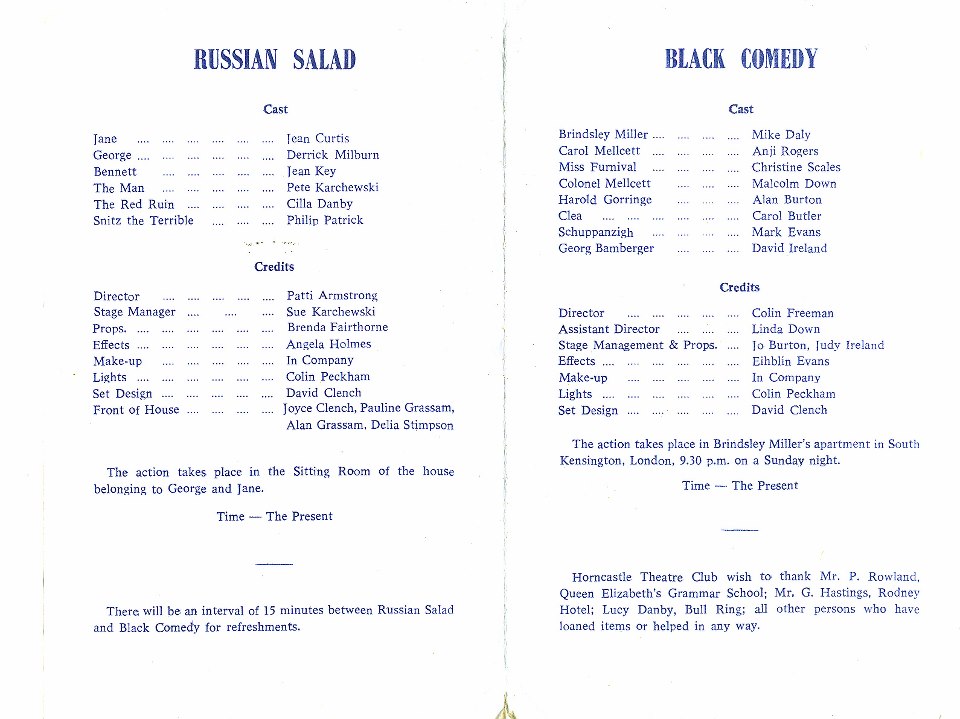 RUSSIAN SALAD
Cast
Jane .... .... .... .... .... .... Jean Curtis
George .... .... .... .... .... .... Derrick Milburn
Bennett .... .... .... .... .... Jean Key
The Man .... .... .... .... .... Pete Karchewski
The Red Ruin .... .... .... .... Cilla Danby
Snitz the Terrible .... .... .... Philip Patrick
Credits
Director .... .... .... .... .... Patti Armstrong
Stage Manager .... .... .... Sue Karchewski
Props. .... .... .... .... .... .... Brenda Fairthorne
Effects .... .... .... .... .... .... Angela Holmes
Make-up .... .... .... .... .... In Company
Lights .... .... .... .... .... .... Colin Peckham
Set Design .... .... .... .... .... David Clench
Front of House .... .... .... .... Joyce Clench, Pauline Grassam,
Alan Grassam, Delia Stimpson
The action takes place in the Sitting Room of the house
belonging to George and Jane.
Time — The Present
There will be an interval of 15 minutes between Russian Salad
and Black Comedy for refreshments.
BLACK COMEDY
Cast
Brindsley Miller .... .... .... .... Mike Daly
Carol Mellcett .... .... .... .... Anji Rogers
Miss Furnival .... .... .... .... Christine Scales
Colonel Mellcett .... .... .... Malcolm Down
Harold Gorringe .... .... .... Alan Burton
Clea .... .... .... .... .... .... Carol Butler
Schuppanzigh .... .... .... .... Mark Evans
Georg Bamberger .... .... .... David Ireland
Credits
Director .... .... .... .... .... Colin Freeman
Assistant Director .... .... .... Linda Down
Stage Management & Props. .... Jo Burton, Judy Ireland
Effects .... .... .... .... .... .... Eihblin Evans
Make-up .... .... .... .... .... In Company
Lights .... .... .... .... .... .... Colin Peckham
Set Design .... .... .... .... .... David Clench
The action takes place in Brindsley Miller's apartment in South
Kensington, London, 9.30 p.m. on a Sunday night.
Time — The Present
Horncastle Theatre Club wish to thank Mr. P. Rowland,
Queen Elizabeth's Grammar School; Mr. G. Hastings, Rodney
Hotel; Lucy Danby, Bull Ring; all other persons who have
loaned items or helped in any way.